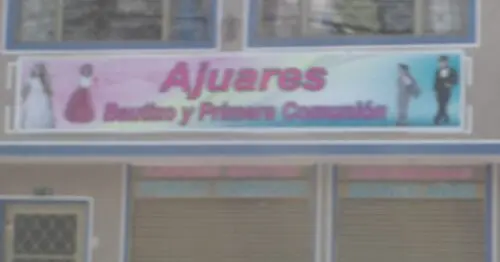 Ajuares
Bautizo y Primera Comunión